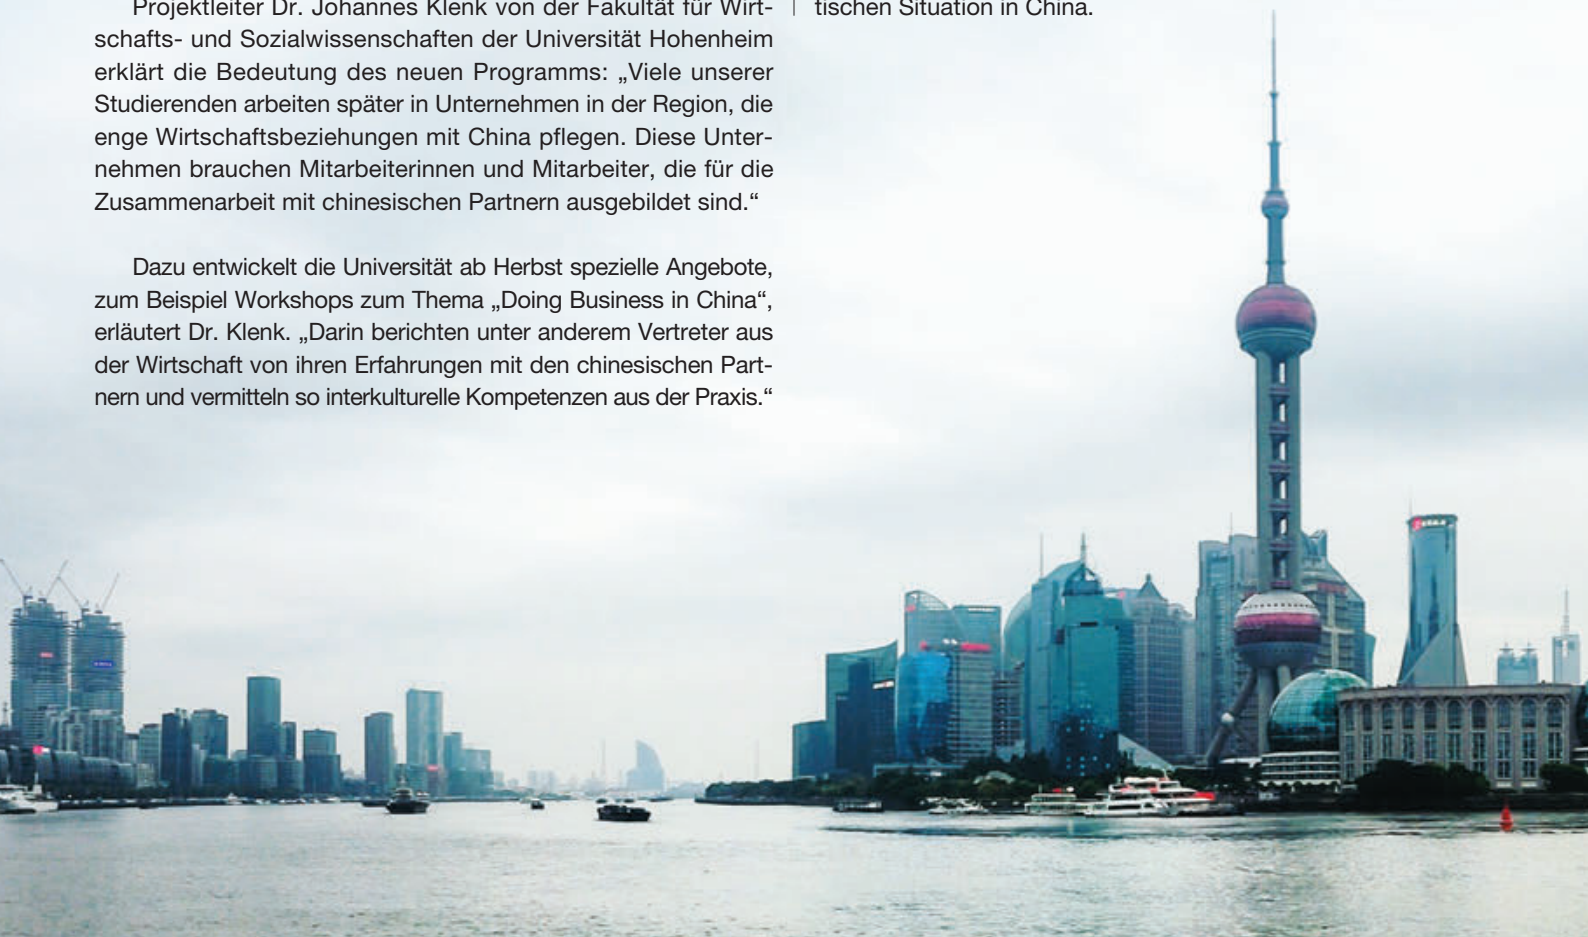 Projektleiter Dr. Johannes Klenk von der Fakultät für Wirt-
schafts- und Sozialwissenschaften der Universität Hohenheim
erklärt die Bedeutung des neuen Programms: „Viele unserer
Studierenden arbeiten später in Unternehmen in der Region, die
enge Wirtschaftsbeziehungen mit China pflegen. Diese Unter-
nehmen brauchen Mitarbeiterinnen und Mitarbeiter, die für die
Zusammenarbeit mit chinesischen Partnern ausgebildet sind.“
Dazu entwickelt die Universität ab Herbst spezielle Angebote,
zum Beispiel Workshops zum Thema „Doing Business in China“,
erläutert Dr. Klenk. „Darin berichten unter anderem Vertreter aus
der Wirtschaft von ihren Erfahrungen mit den chinesischen Part-
nern und vermitteln so interkulturelle Kompetenzen aus der Praxis.“
tischen Situation in China.